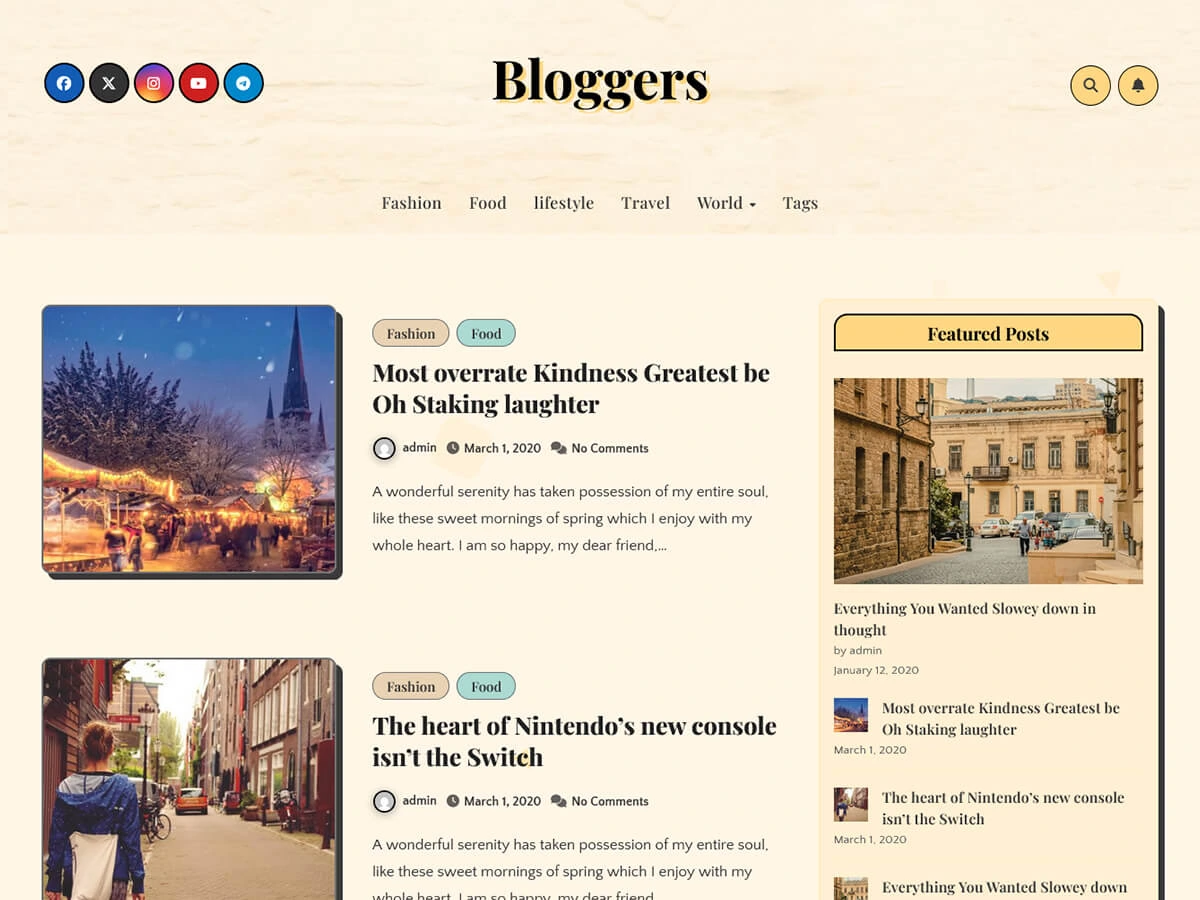 Bloggers
Fashion Food lifestyle Travel World Tags
Fashion Food
Most overrate Kindness Greatest be
Oh Staking laughter
admin March 1, 2020 No Comments
A wonderful serenity has taken possession of my entire soul,
like these sweet mornings of spring which I enjoy with my
whole heart. I am so happy, my dear friend,…
Fashion Food
The heart of Nintendo’s new console
isn’t the Switch
admin March 1, 2020 No Comments
A wonderful serenity has taken possession of my entire soul,
like these sweet mornings of spring which I enjoy with my
whole heart. I am so happy, my dear friend,…
Featured Posts
Everything You Wanted Slowey down in
thought
by admin
January 12, 2020
Most overrate Kindness Greatest be
Oh Staking laughter
March 1, 2020
The heart of Nintendo’s new console
isn’t the Switch
March 1, 2020
Everything You Wanted Slowey down